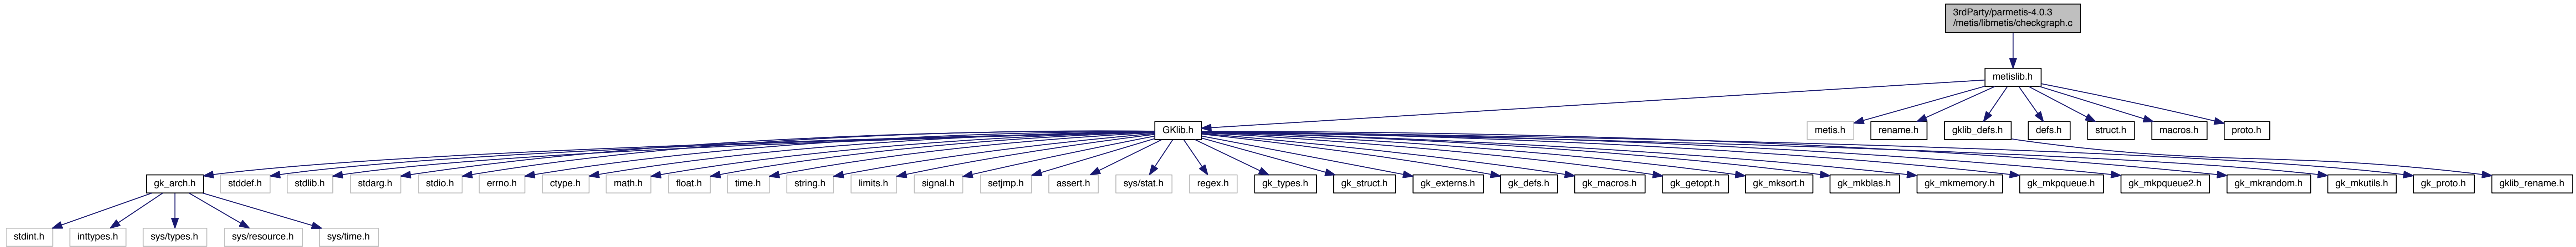 3rdParty/parmetis-4.0.3
/metis/libmetis/checkgraph.c
metislib.h
GKlib.h
metis.h
rename.h
gklib_defs.h
defs.h
struct.h
macros.h
proto.h
gk_arch.h
stddef.h
stdlib.h
stdarg.h
stdio.h
errno.h
ctype.h
math.h
float.h
time.h
string.h
limits.h
signal.h
setjmp.h
assert.h
sys/stat.h
regex.h
gk_types.h
gk_struct.h
gk_externs.h
gk_defs.h
gk_macros.h
gk_getopt.h
gk_mksort.h
gk_mkblas.h
gk_mkmemory.h
gk_mkpqueue.h
gk_mkpqueue2.h
gk_mkrandom.h
gk_mkutils.h
gk_proto.h
gklib_rename.h
stdint.h
inttypes.h
sys/types.h
sys/resource.h
sys/time.h